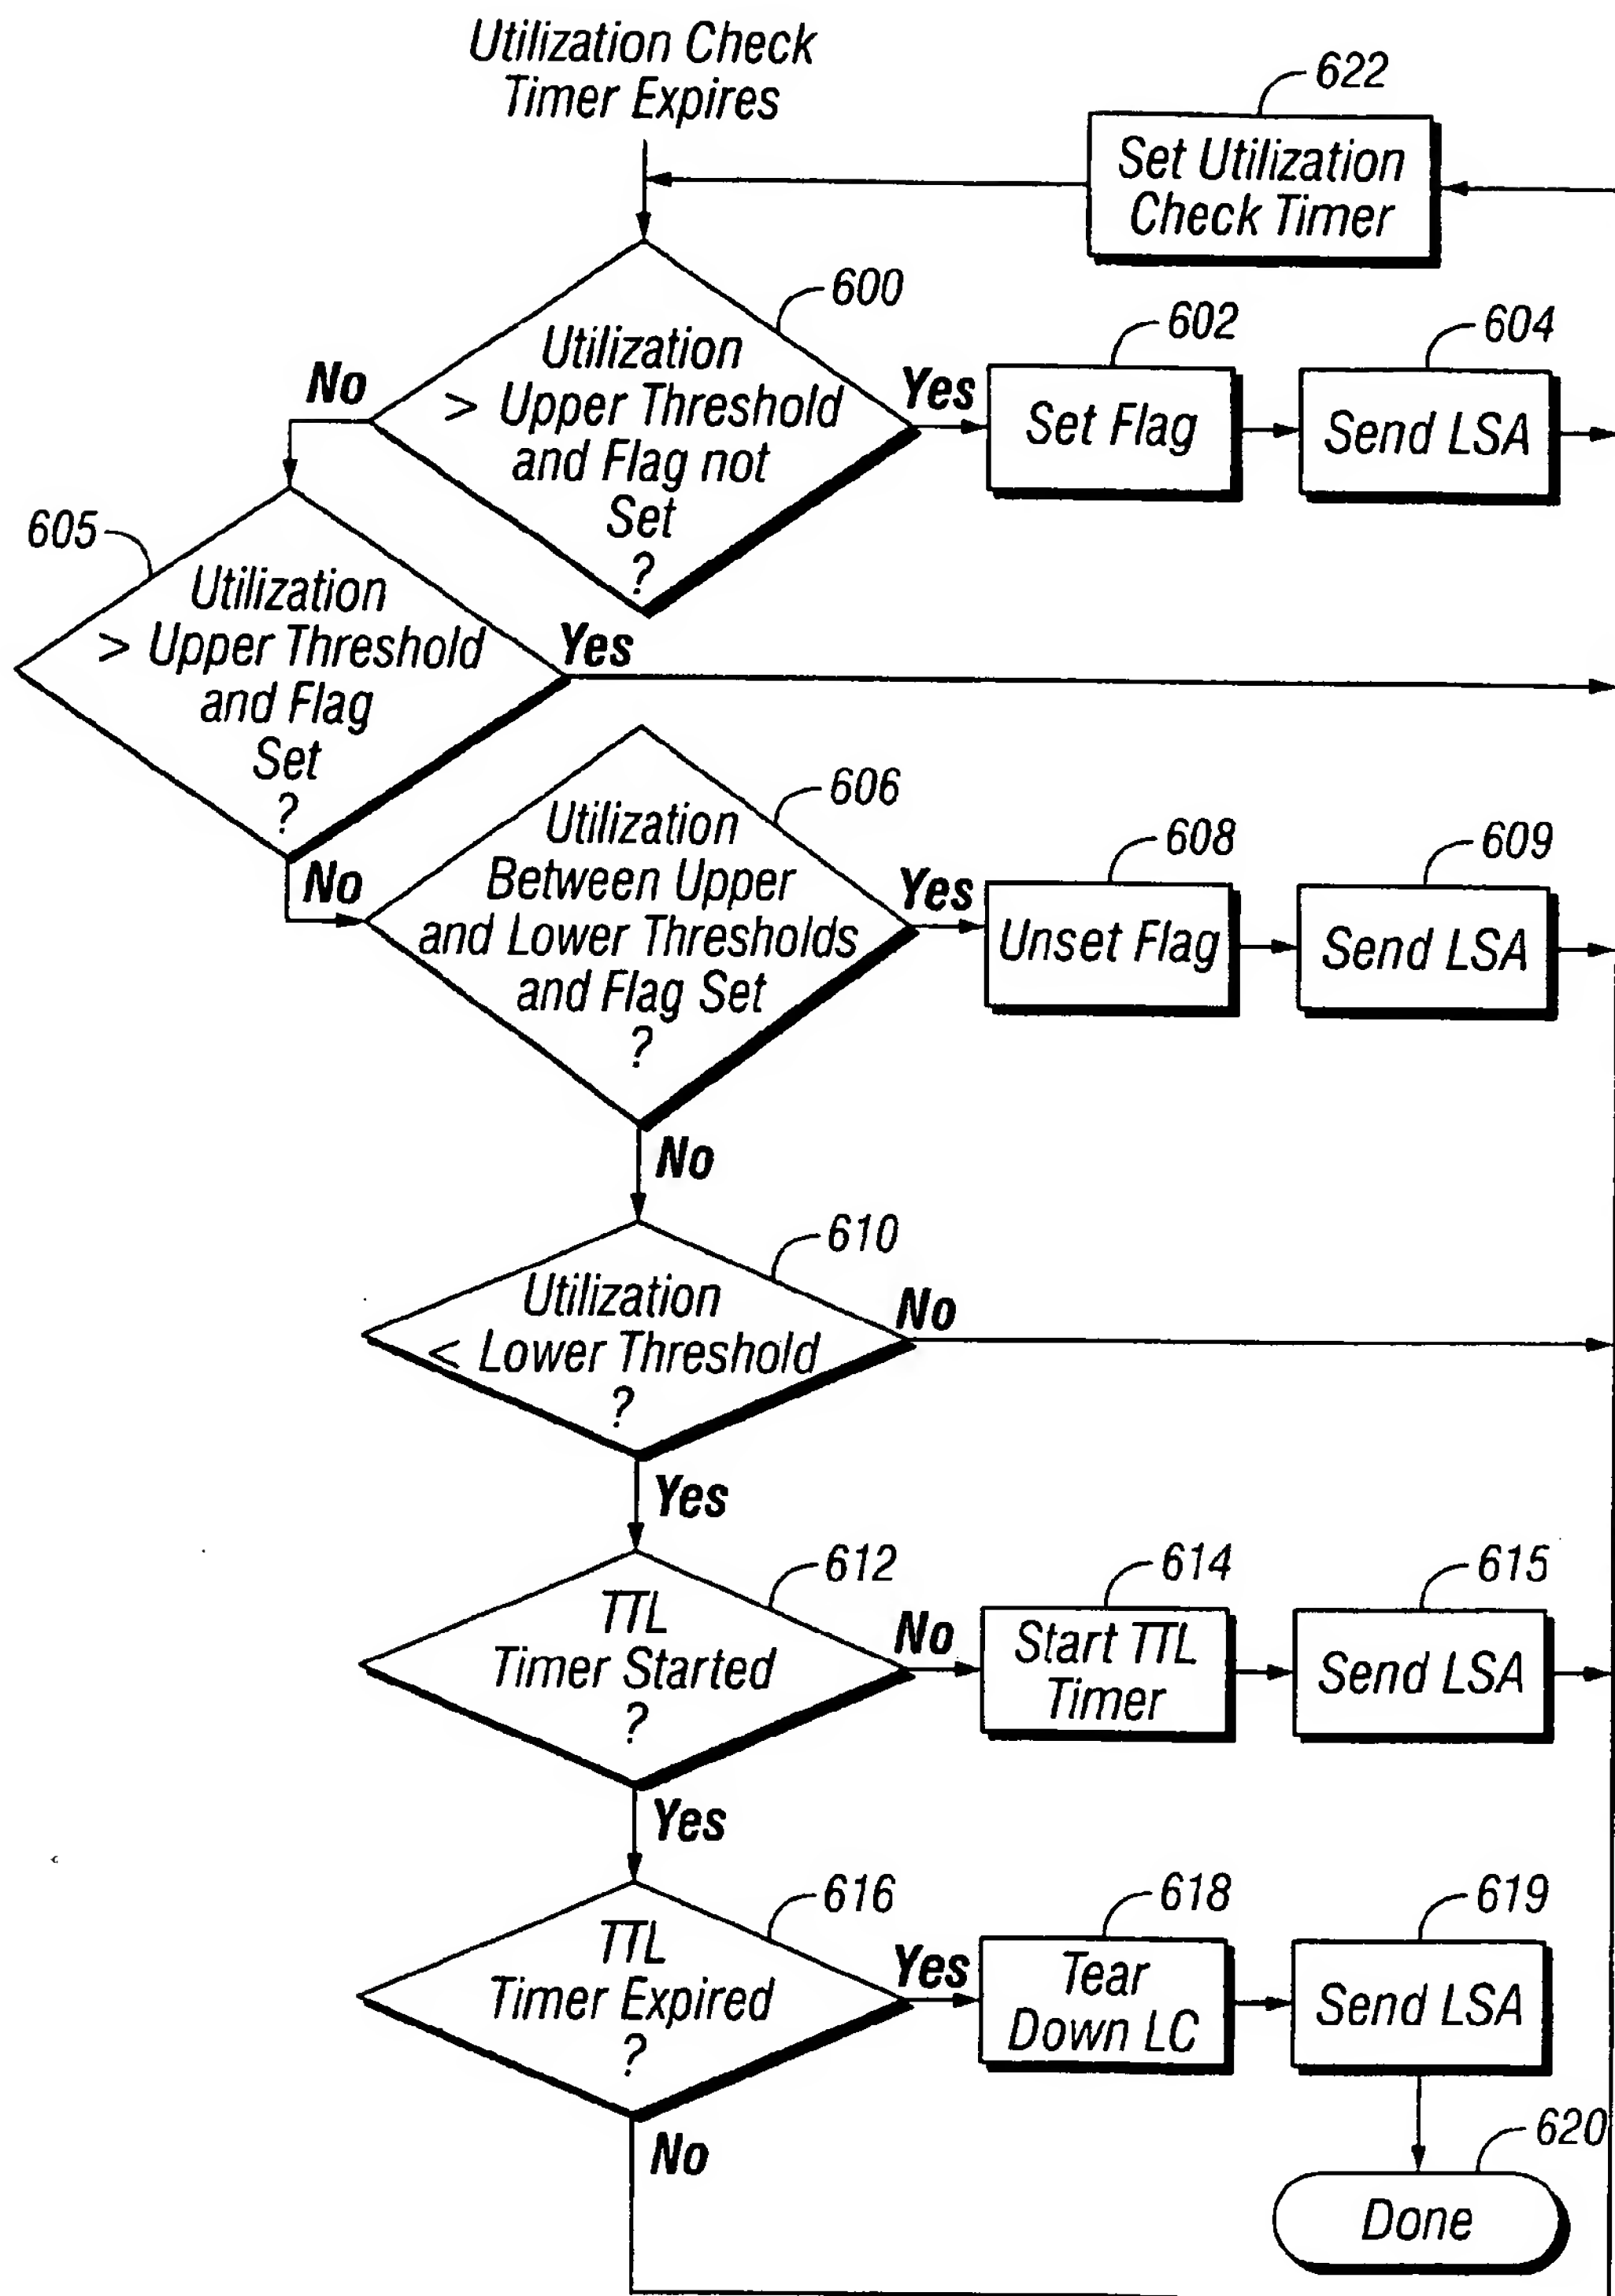 Utilization Check
Timer Expires
622
Set Utilization
Check Timer
600
Utilization
> Upper Threshold
and Flag not
Set
?
No
Yes
602
Set Flag
604
Send LSA
605
Utilization
> Upper Threshold
and Flag
Set
?
Yes
No
606
Utilization
Between Upper
and Lower Thresholds
and Flag Set
?
Yes
608
Unset Flag
609
Send LSA
No
610
Utilization
< Lower Threshold
?
No
Yes
612
TTL
Timer Started
?
No
614
Start TTL
Timer
615
Send LSA
Yes
616
TTL
Timer Expired
?
Yes
618
Tear
Down LC
619
Send LSA
No
620
Done